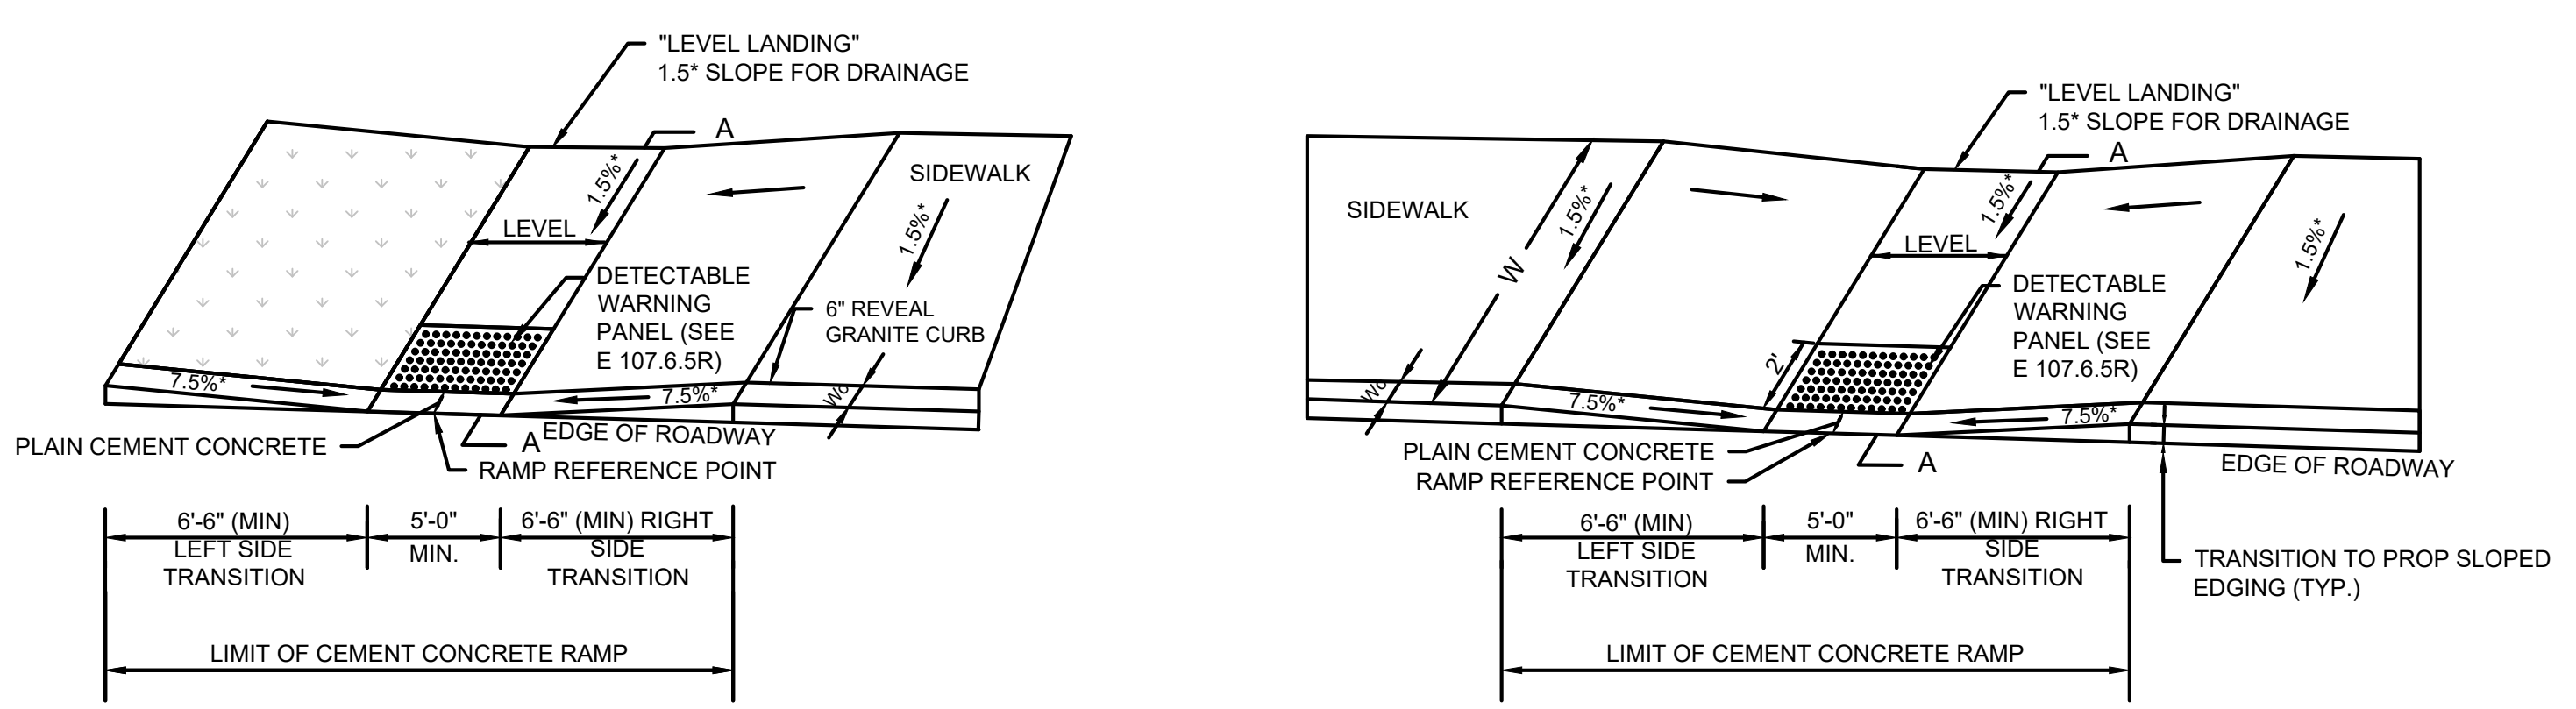 "LEVEL LANDING"
1.5* SLOPE FOR DRAINAGE
A
1.5%*
SIDEWALK
1.5%*
LEVEL
DETECTABLE
WARNING
PANEL (SEE
E 107.6.5R)
6" REVEAL
GRANITE CURB
7.5%*
7.5%*
Wo
PLAIN CEMENT CONCRETE
A
EDGE OF ROADWAY
RAMP REFERENCE POINT
6'-6" (MIN)
LEFT SIDE
TRANSITION
5'-0"
MIN.
6'-6" (MIN) RIGHT
SIDE
TRANSITION
LIMIT OF CEMENT CONCRETE RAMP
"LEVEL LANDING"
1.5* SLOPE FOR DRAINAGE
A
SIDEWALK
1.5%*
W
1.5%*
1.5%*
LEVEL
DETECTABLE
WARNING
PANEL (SEE
E 107.6.5R)
2'
Wo
7.5%*
7.5%*
PLAIN CEMENT CONCRETE
RAMP REFERENCE POINT
A
EDGE OF ROADWAY
6'-6" (MIN)
LEFT SIDE
TRANSITION
5'-0"
MIN.
6'-6" (MIN) RIGHT
SIDE
TRANSITION
TRANSITION TO PROP SLOPED
EDGING (TYP.)
LIMIT OF CEMENT CONCRETE RAMP